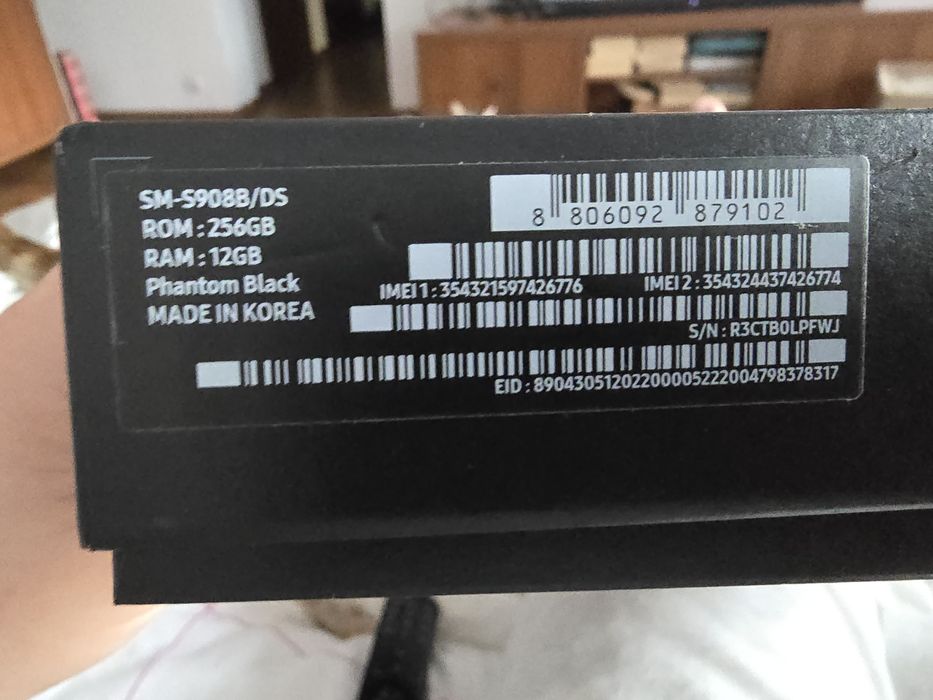 SM-S908B/DS
ROM : 256GB
RAM : 12GB
Phantom Black
MADE IN KOREA
8 806092 879102
IMEI 1 : 354321597426776
IMEI 2 : 354324437426774
S/N : R3CTB0LPFWJ
EID : 89043051202200005222004798378317